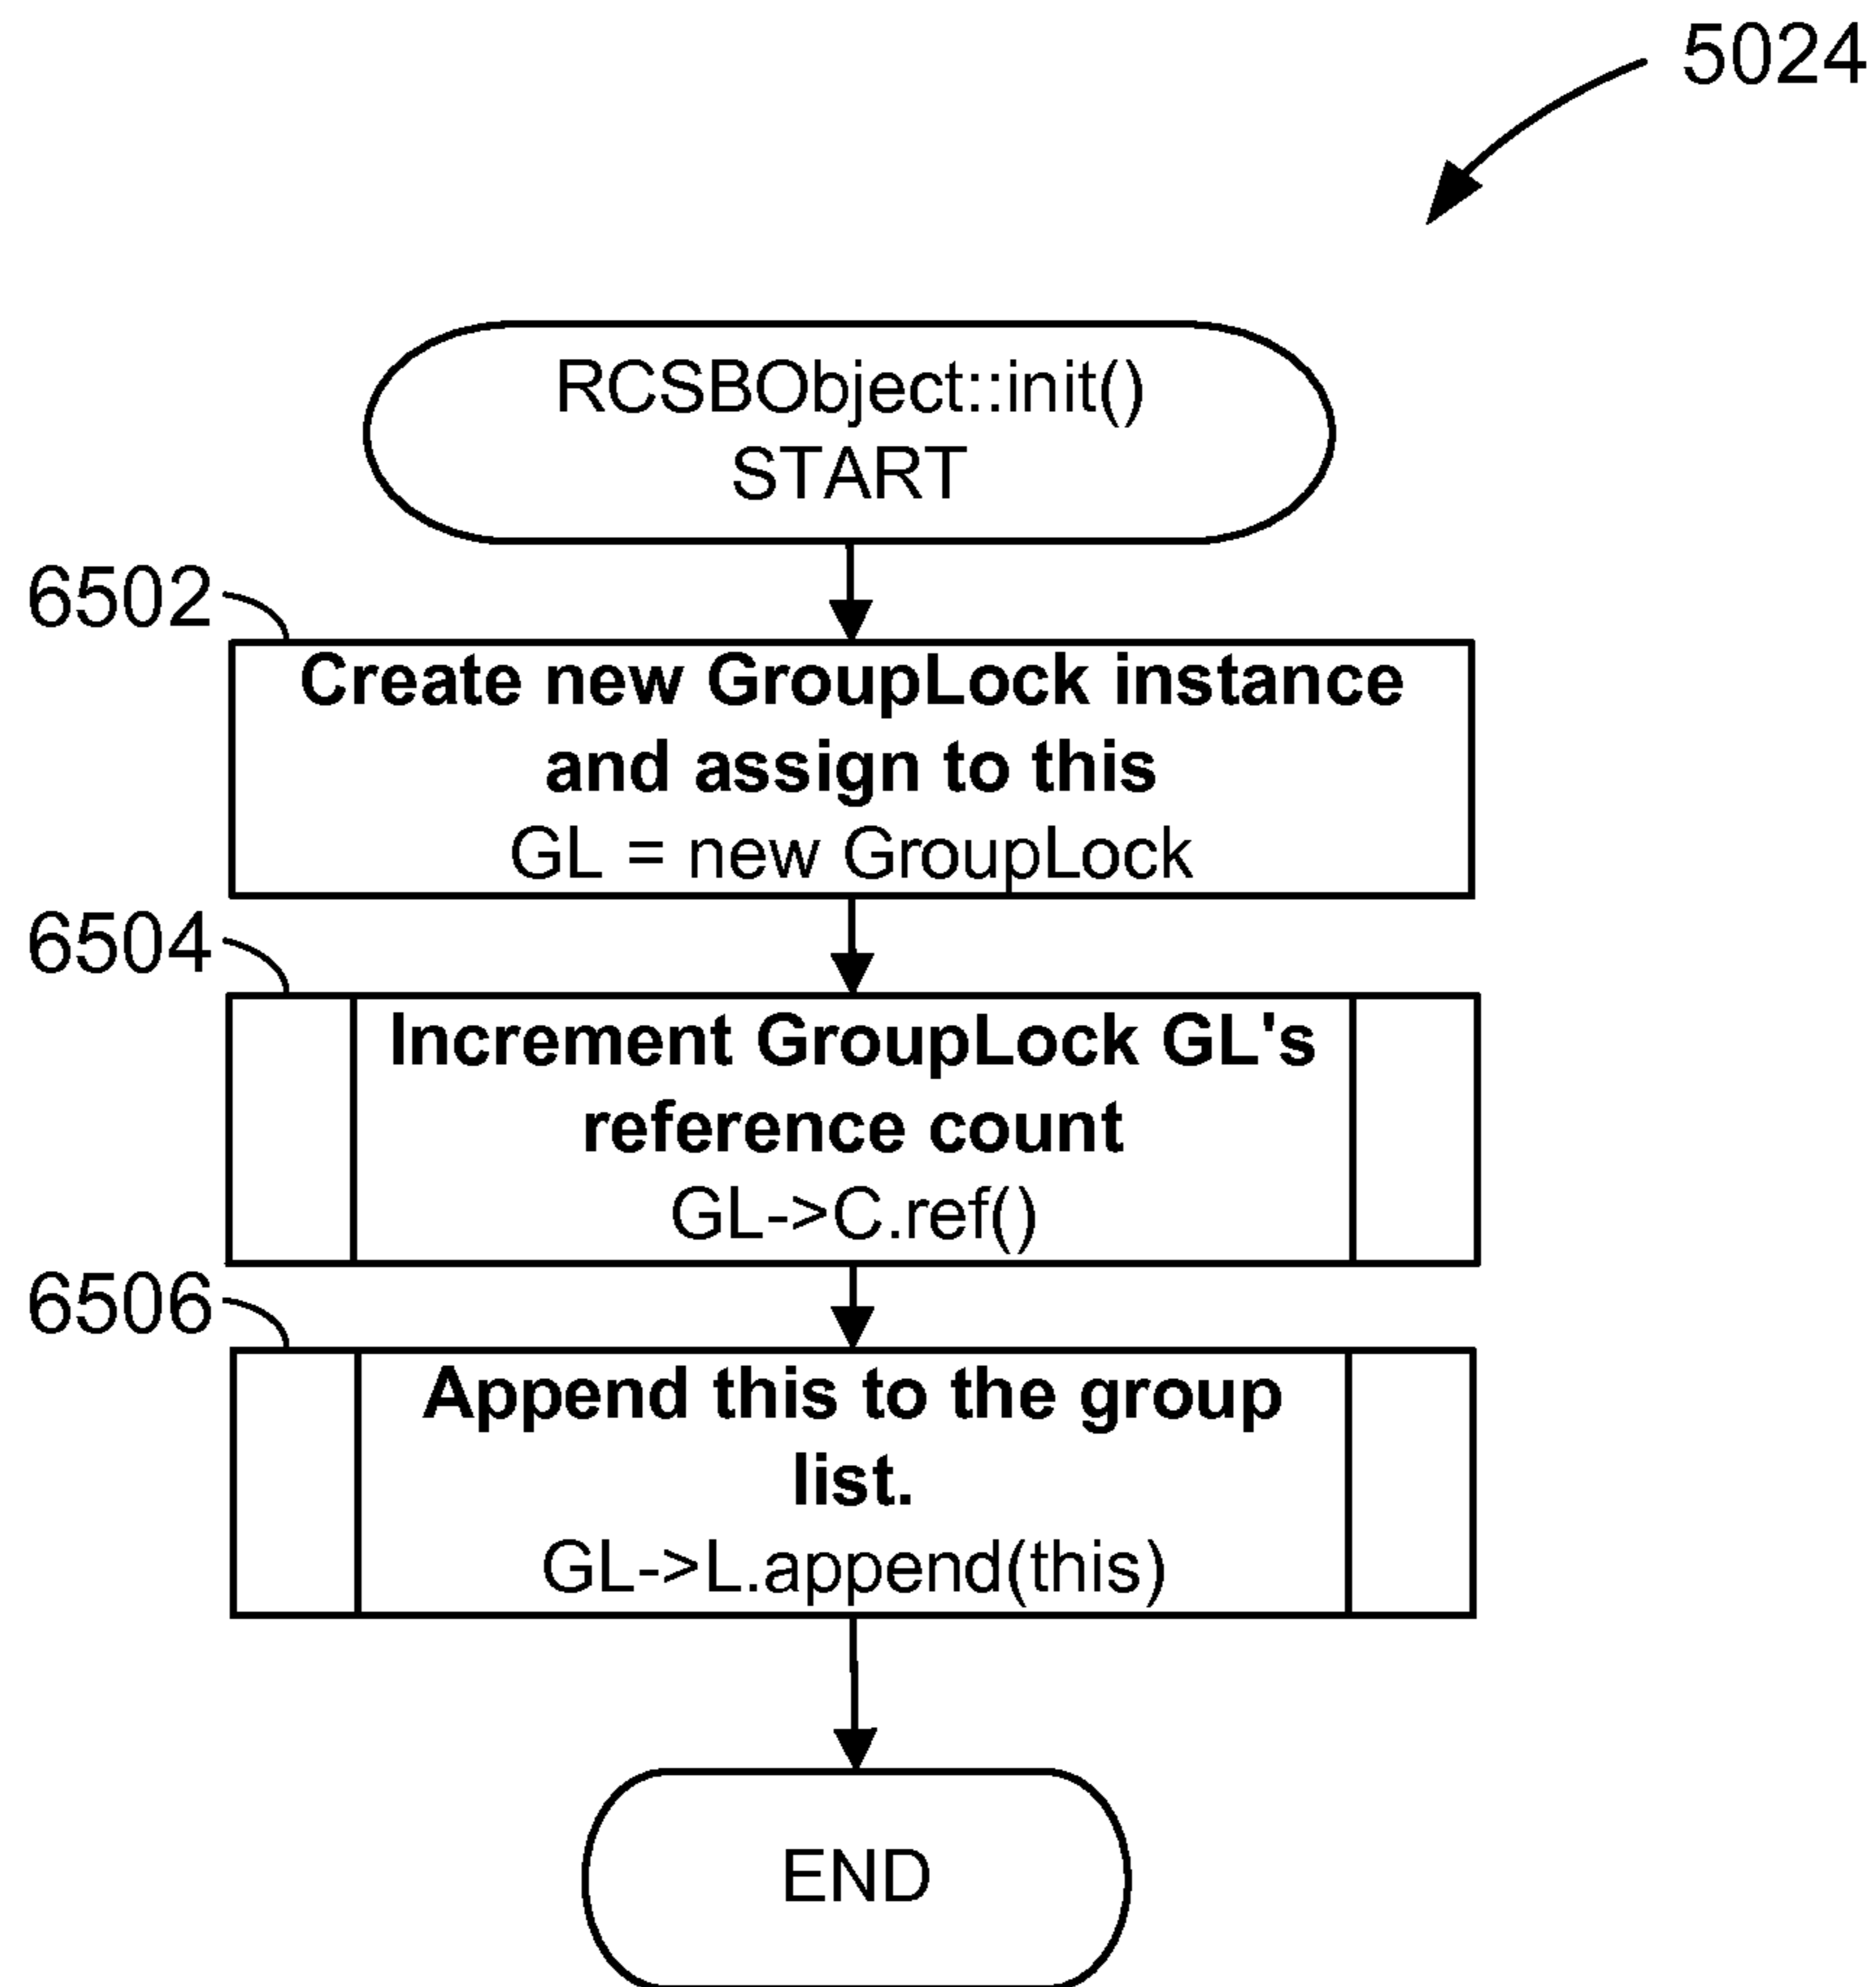 5024
RCSBObject::init()
START
6502
Create new GroupLock instance
and assign to this
GL = new GroupLock
6504
Increment GroupLock GL's
reference count
GL->C.ref()
6506
Append this to the group
list.
GL->L.append(this)
END